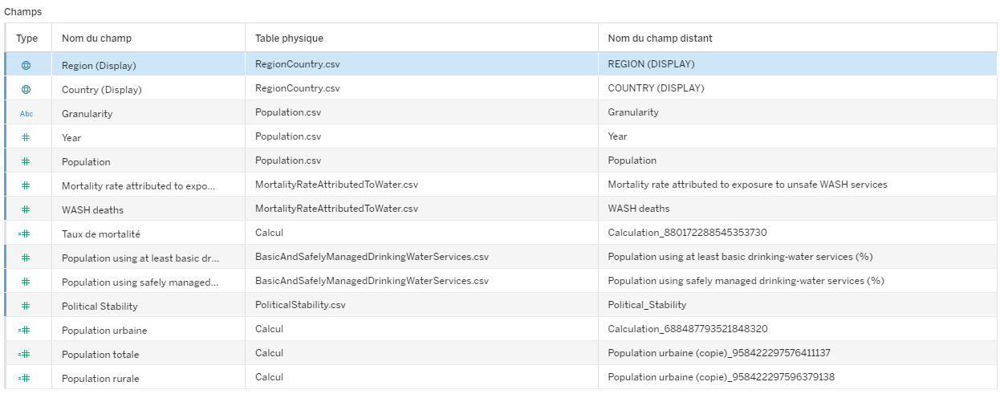 Champs
Type Nom du champ Table physique Nom du champ distant
Region (Display) RegionCountry.csv REGION (DISPLAY)
Country (Display) RegionCountry.csv COUNTRY (DISPLAY)
Abc Granularity Population.csv Granularity
# Year Population.csv Year
# Population Population.csv Population
# Mortality rate attributed to expo... MortalityRateAttributedToWater.csv Mortality rate attributed to exposure to unsafe WASH services
# WASH deaths MortalityRateAttributedToWater.csv WASH deaths
=# Taux de mortalité Calcul Calculation_880172288545353730
# Population using at least basic dr... BasicAndSafelyManagedDrinkingWaterServices.csv Population using at least basic drinking-water services (%)
# Population using safely managed... BasicAndSafelyManagedDrinkingWaterServices.csv Population using safely managed drinking-water services (%)
# Political Stability PoliticalStability.csv Political_Stability
=# Population urbaine Calcul Calculation_688487793521848320
=# Population totale Calcul Population urbaine (copie)_958422297576411137
=# Population rurale Calcul Population urbaine (copie)_958422297596379138